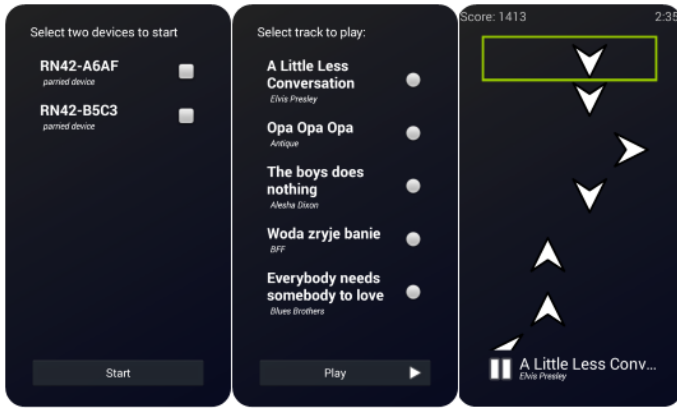 Select two devices to start
RN42-A6AF
parried device
RN42-B5C3
parried device
Start
Select track to play:
A Little Less
Conversation
Elvis Presley
Opa Opa Opa
Antique
The boys does
nothing
Alesha Dixon
Woda zryje banie
BFF
Everybody needs
somebody to love
Blues Brothers
Play
Score: 1413
2:35
A Little Less Conv...
Elvis Presley